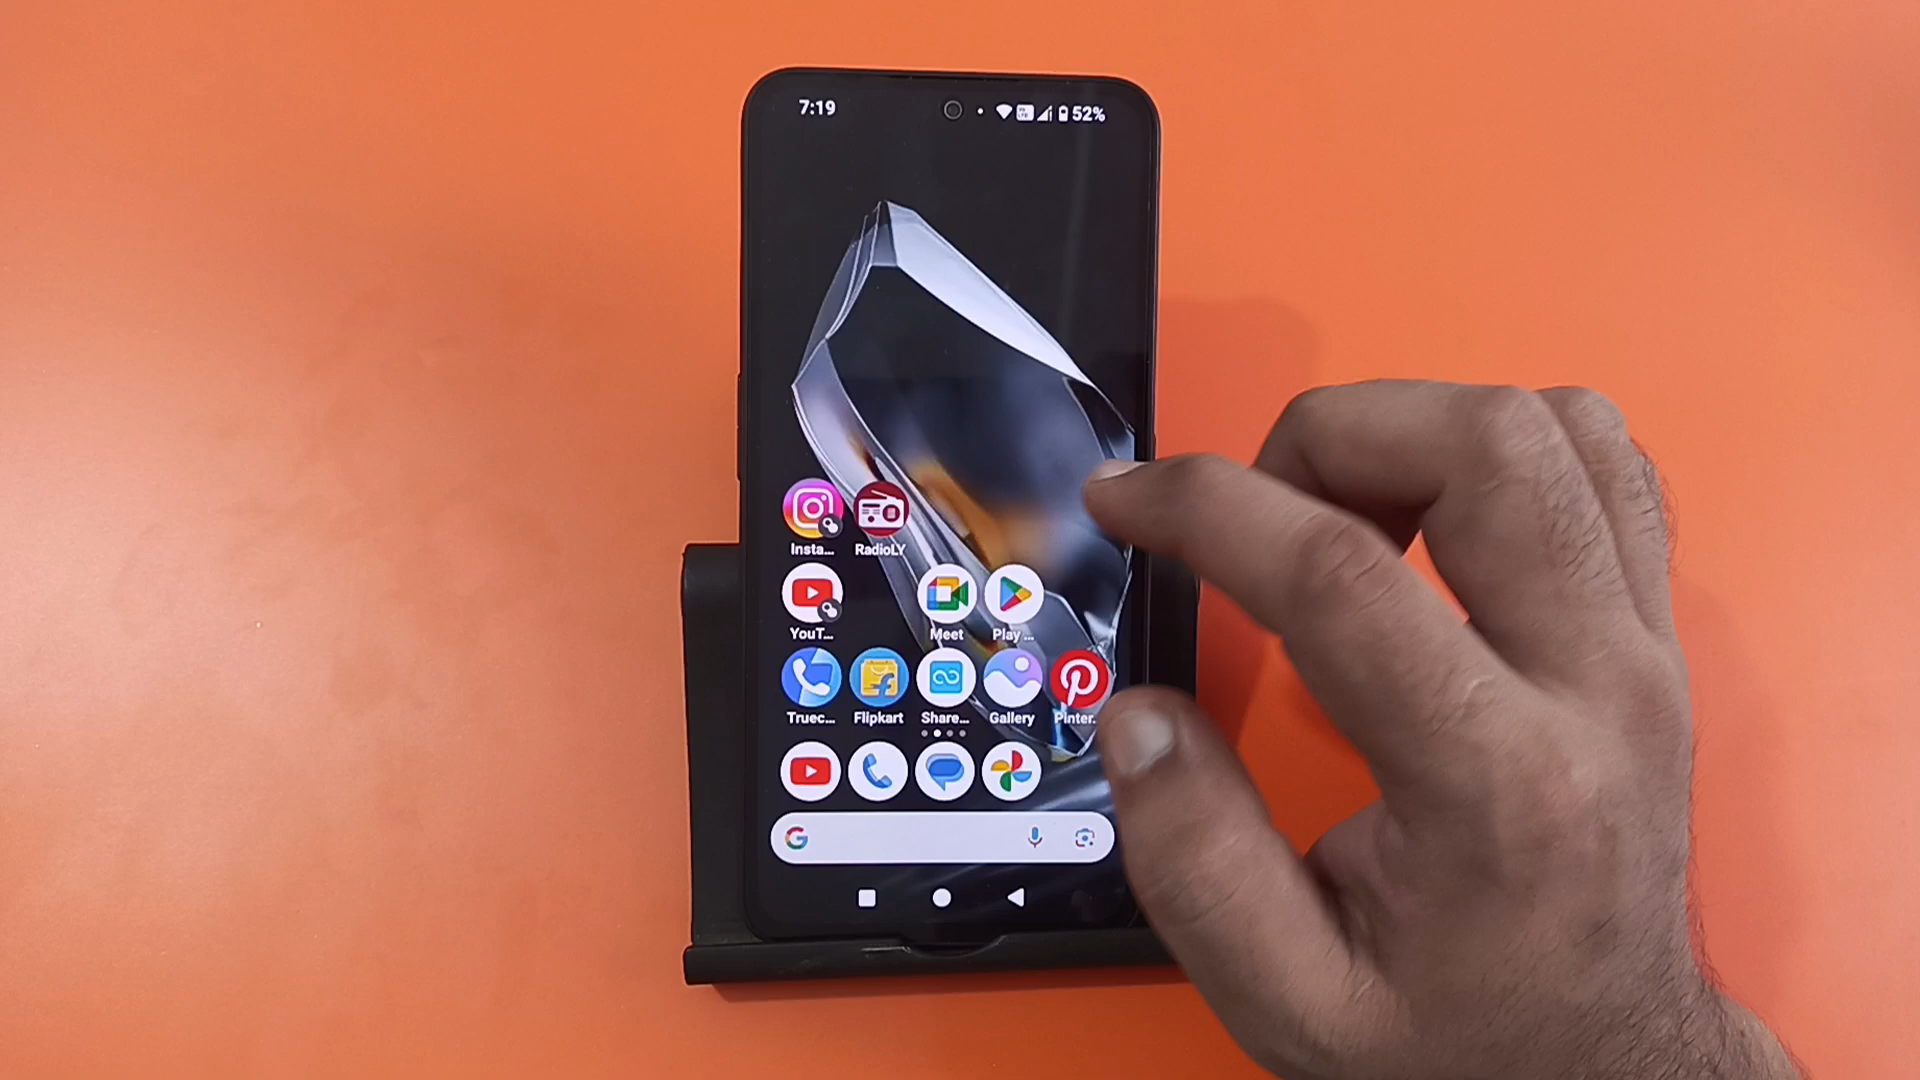 7:19 52%
Insta... RadioLY
YouT... Meet Play ...
Truec... Flipkart Share... Gallery Pinter.